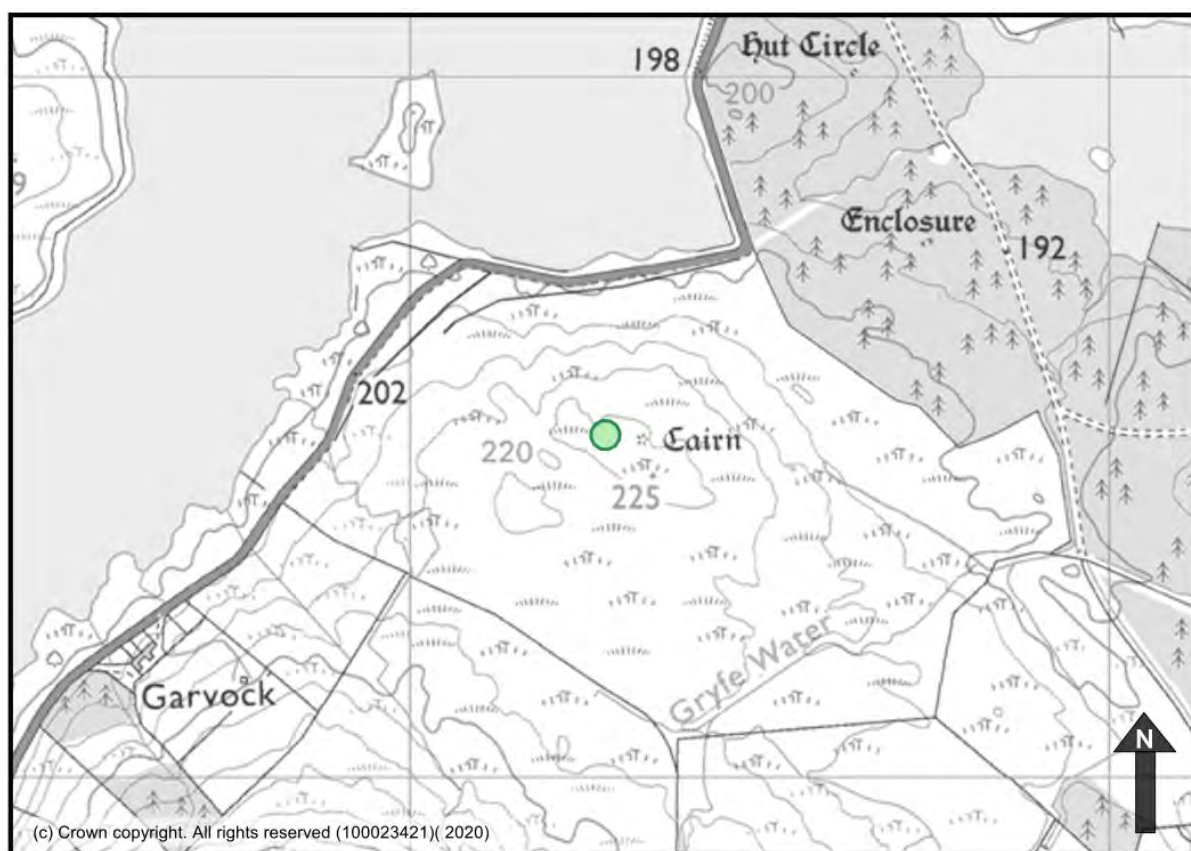 Hut Circle
198
200
9
Enclosure
192
202
Cairn
220
225
Gryfe Water
Garvock
N
(c) Crown copyright. All rights reserved (100023421)( 2020)